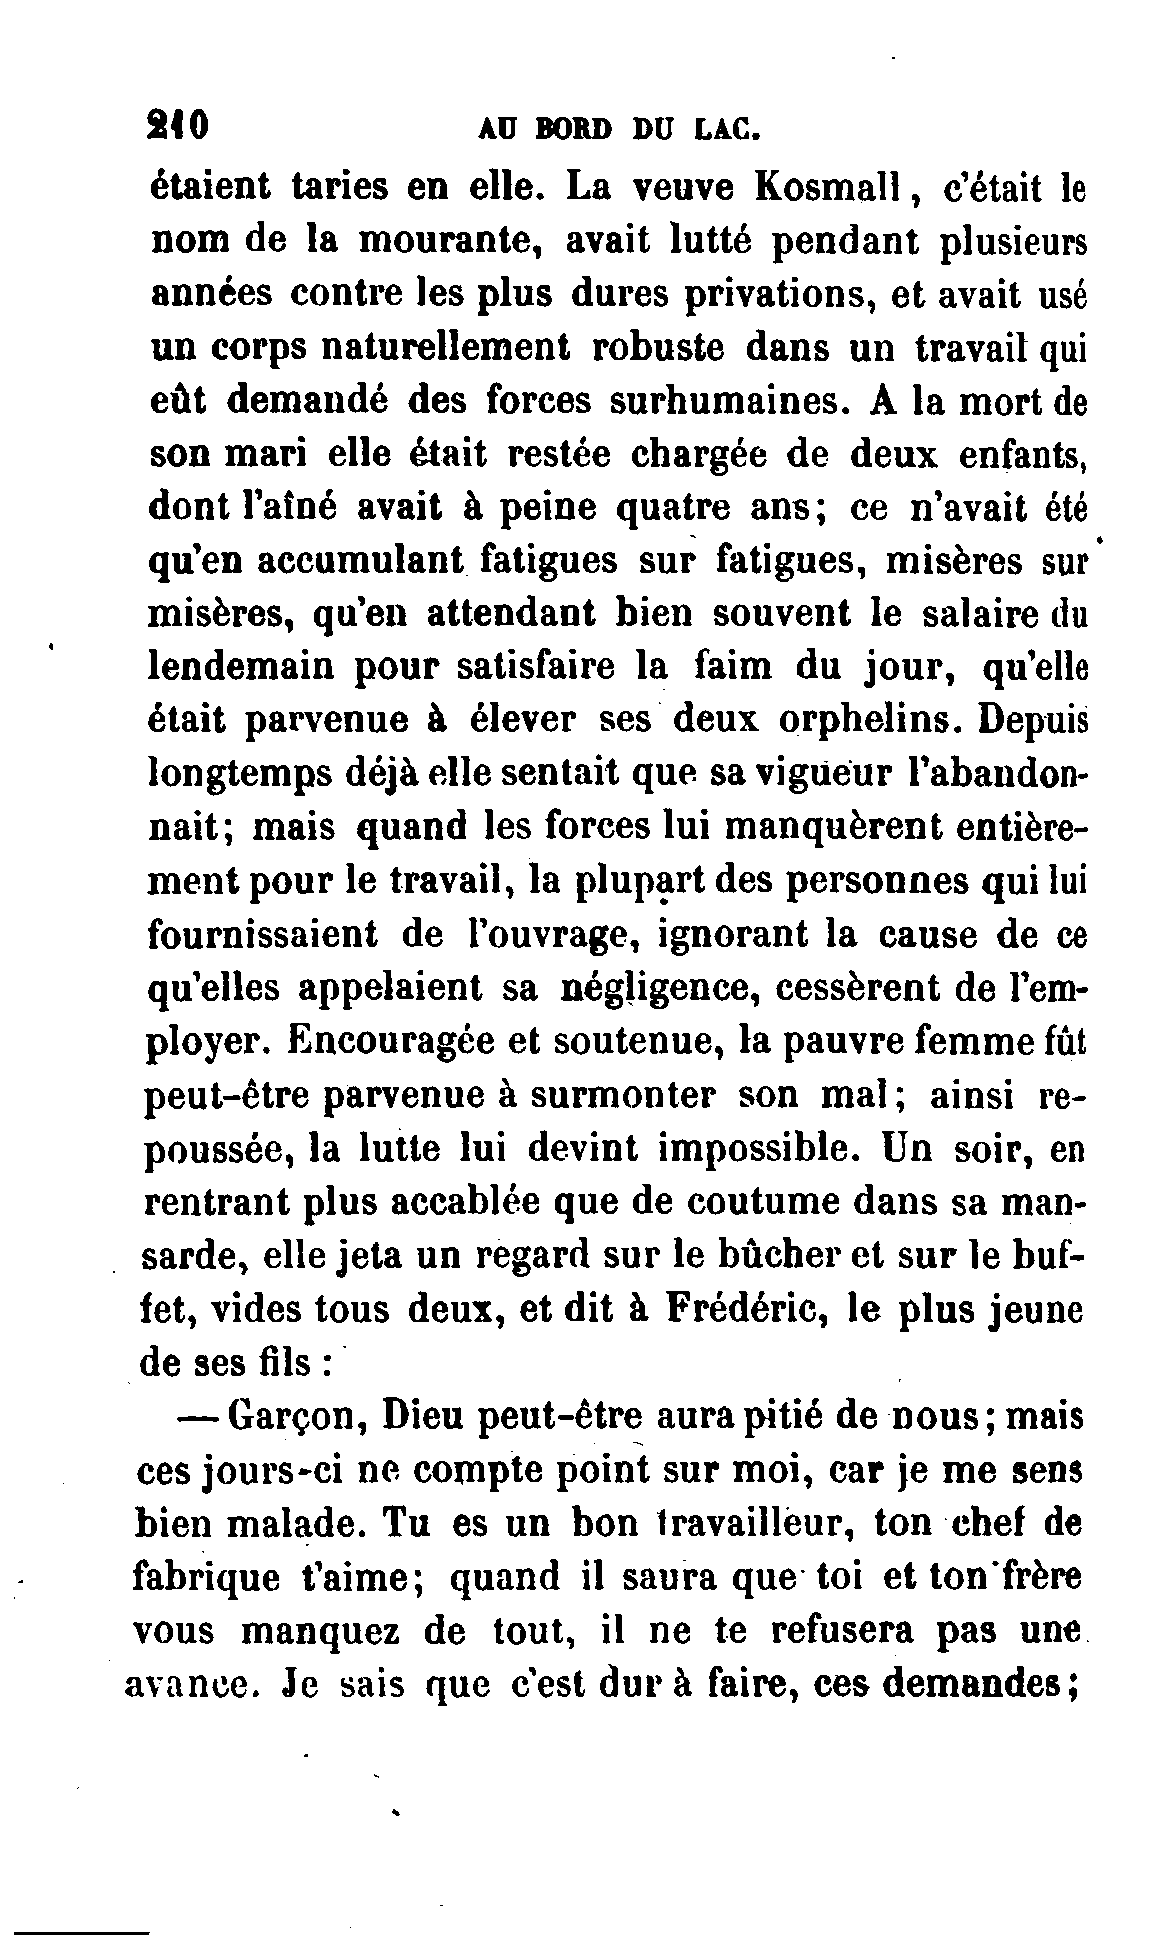 210 AU BORD DU LAC.
étaient taries en elle. La veuve Kosmall, c'était le
nom de la mourante, avait lutté pendant plusieurs
années contre les plus dures privations, et avait usé
un corps naturellement robuste dans un travail qui
eût demandé des forces surhumaines. A la mort de
son mari elle était restée chargée de deux enfants,
dont l'aîné avait à peine quatre ans; ce n'avait été
qu'en accumulant fatigues sur fatigues, misères sur
misères, qu'en attendant bien souvent le salaire du
lendemain pour satisfaire la faim du jour, qu'elle
était parvenue à élever ses deux orphelins. Depuis
longtemps déjà elle sentait que sa vigueur l'abandon-
nait; mais quand les forces lui manquèrent entière-
ment pour le travail, la plupart des personnes qui lui
fournissaient de l'ouvrage, ignorant la cause de ce
qu'elles appelaient sa négligence, cessèrent de l'em-
ployer. Encouragée et soutenue, la pauvre femme fût
peut-être parvenue à surmonter son mal; ainsi re-
poussée, la lutte lui devint impossible. Un soir, en
rentrant plus accablée que de coutume dans sa man-
sarde, elle jeta un regard sur le bûcher et sur le buf-
fet, vides tous deux, et dit à Frédéric, le plus jeune
de ses fils :
— Garçon, Dieu peut-être aura pitié de nous; mais
ces jours-ci ne compte point sur moi, car je me sens
bien malade. Tu es un bon travailleur, ton chef de
fabrique t'aime; quand il saura que toi et ton frère
vous manquez de tout, il ne te refusera pas une
avance. Je sais que c'est dur à faire, ces demandes;